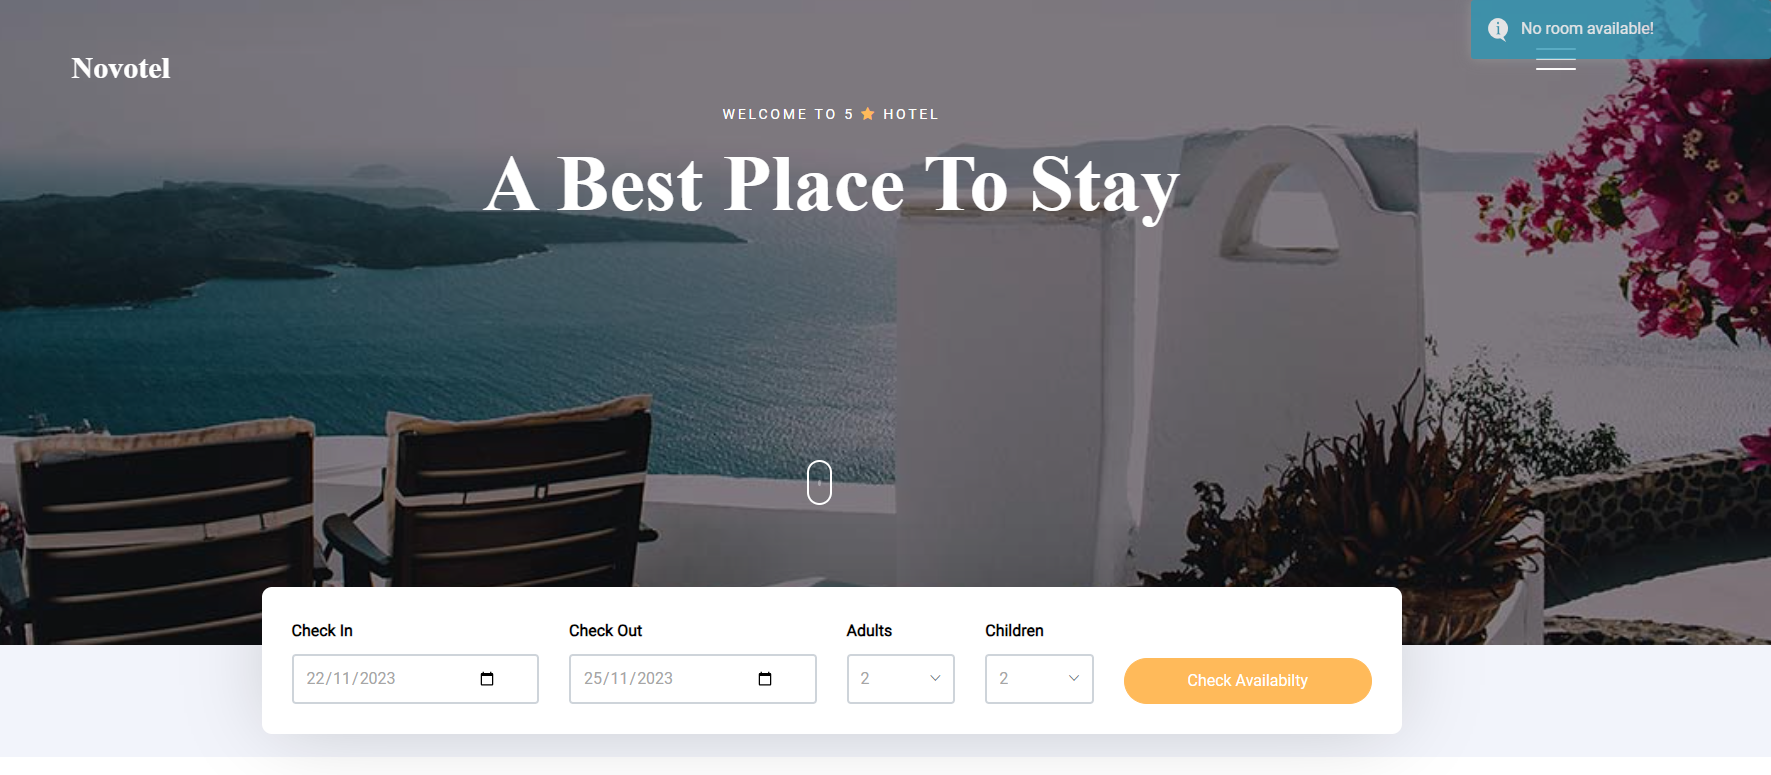 No room available!
Novotel
WELCOME TO 5 ⭐ HOTEL
A Best Place To Stay
Check In
Check Out
Adults
Children
22/11/2023
25/11/2023
2
2
Check Availabilty